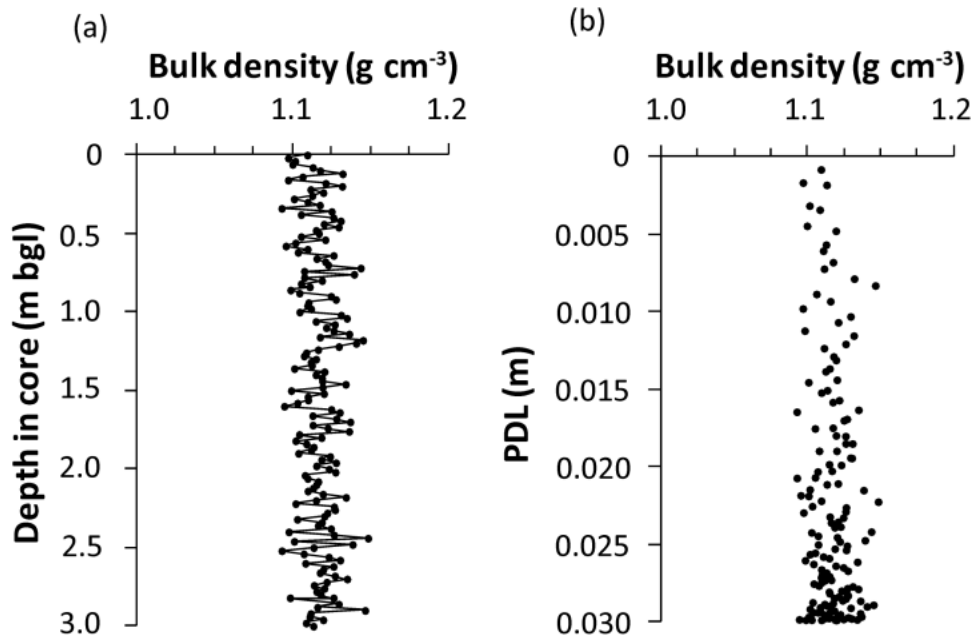 (a)
Bulk density (g cm⁻³)
1.0 1.1 1.2
0
0.5
1.0
1.5
2.0
2.5
3.0
Depth in core (m bgl)
(b)
Bulk density (g cm⁻³)
1.0 1.1 1.2
0
0.005
0.010
0.015
0.020
0.025
0.030
PDL (m)